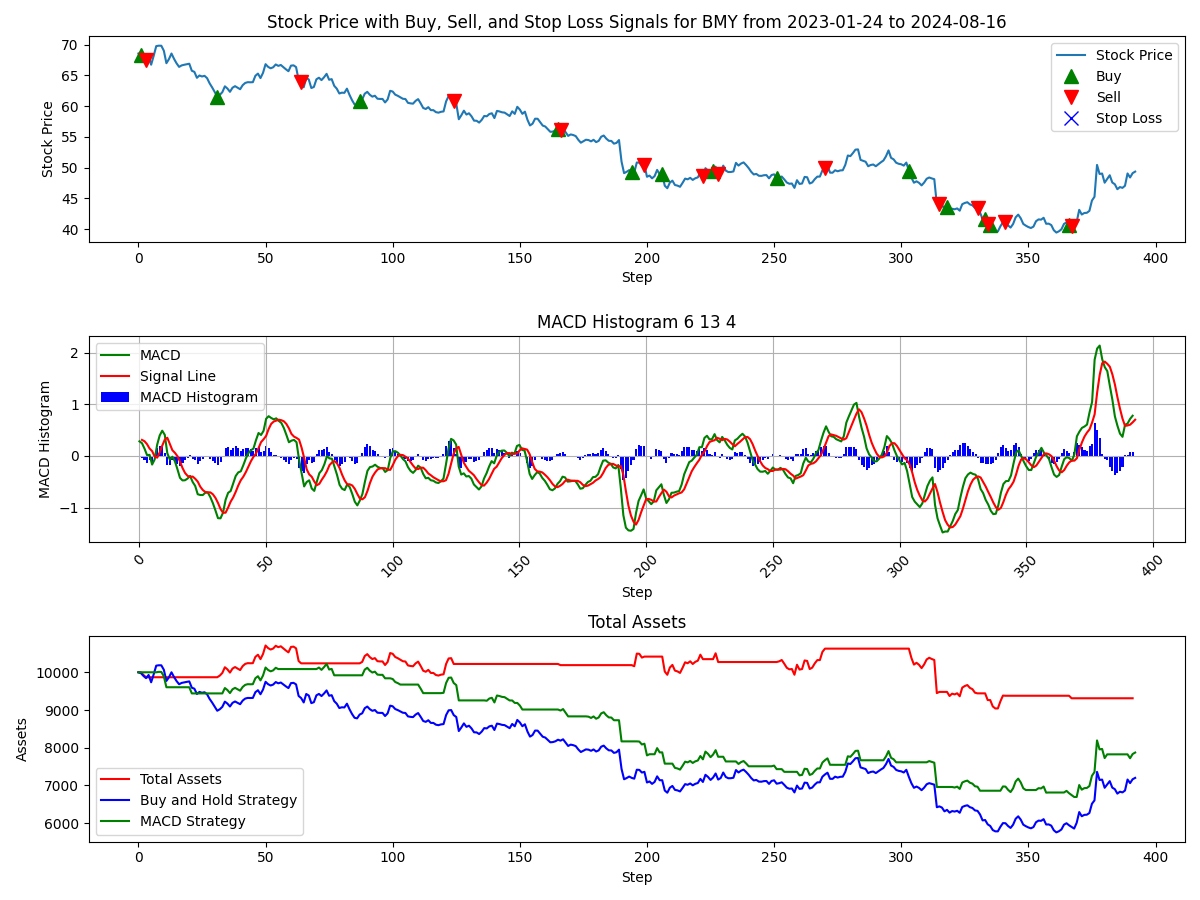 Stock Price with Buy, Sell, and Stop Loss Signals for BMY from 2023-01-24 to 2024-08-16
70
65
60
55
50
45
40
Stock Price
Stock Price
Buy
Sell
Stop Loss
0 50 100 150 200 250 300 350 400
Step
MACD Histogram 6 13 4
2
1
0
−1
MACD Histogram
MACD
Signal Line
MACD Histogram
0 50 100 150 200 250 300 350 400
Step
Total Assets
10000
9000
8000
7000
6000
Assets
Total Assets
Buy and Hold Strategy
MACD Strategy
0 50 100 150 200 250 300 350 400
Step